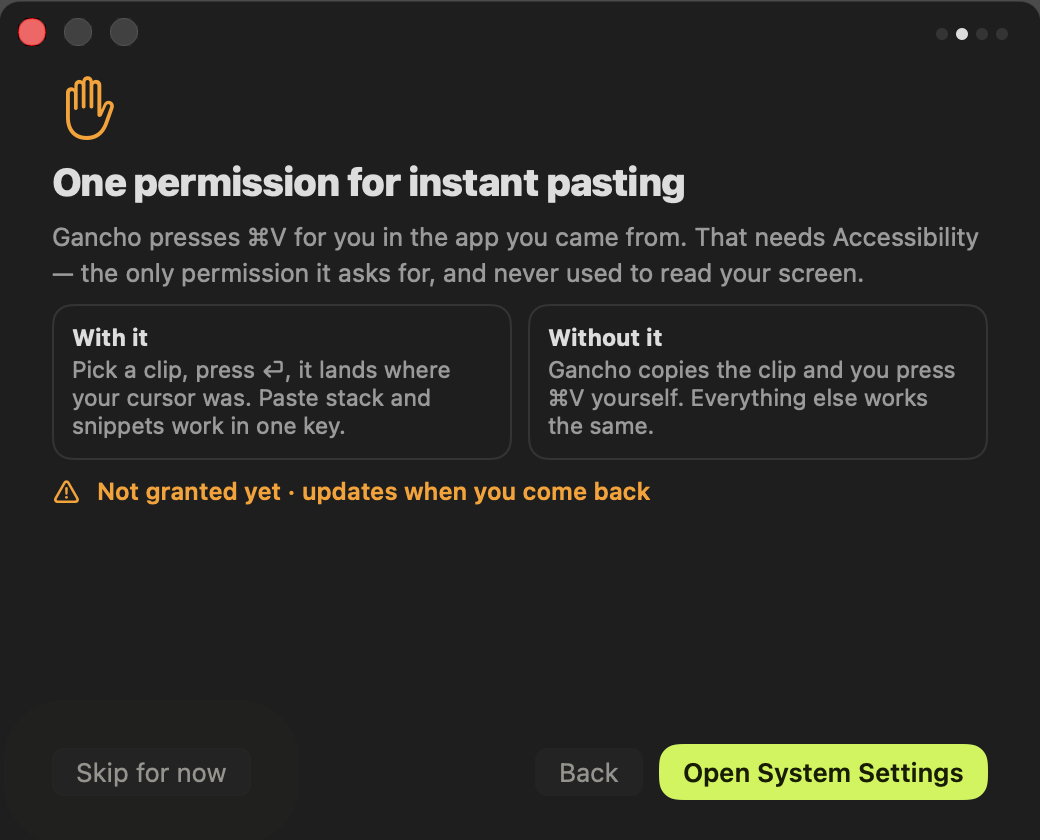 One permission for instant pasting
Gancho presses ⌘V for you in the app you came from. That needs Accessibility
— the only permission it asks for, and never used to read your screen.
With it
Pick a clip, press ⏎, it lands where
your cursor was. Paste stack and
snippets work in one key.
Without it
Gancho copies the clip and you press
⌘V yourself. Everything else works
the same.
Not granted yet · updates when you come back
Skip for now
Back
Open System Settings